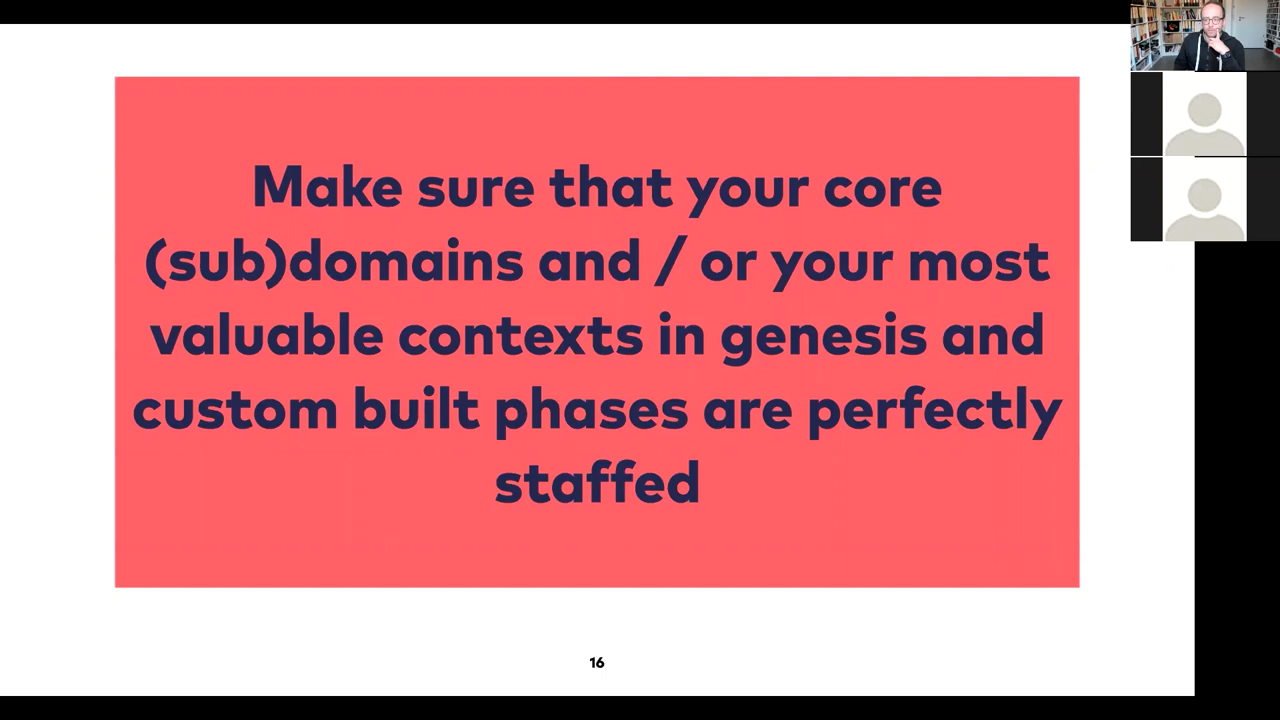 Make sure that your core
(sub)domains and / or your most
valuable contexts in genesis and
custom built phases are perfectly
staffed
16